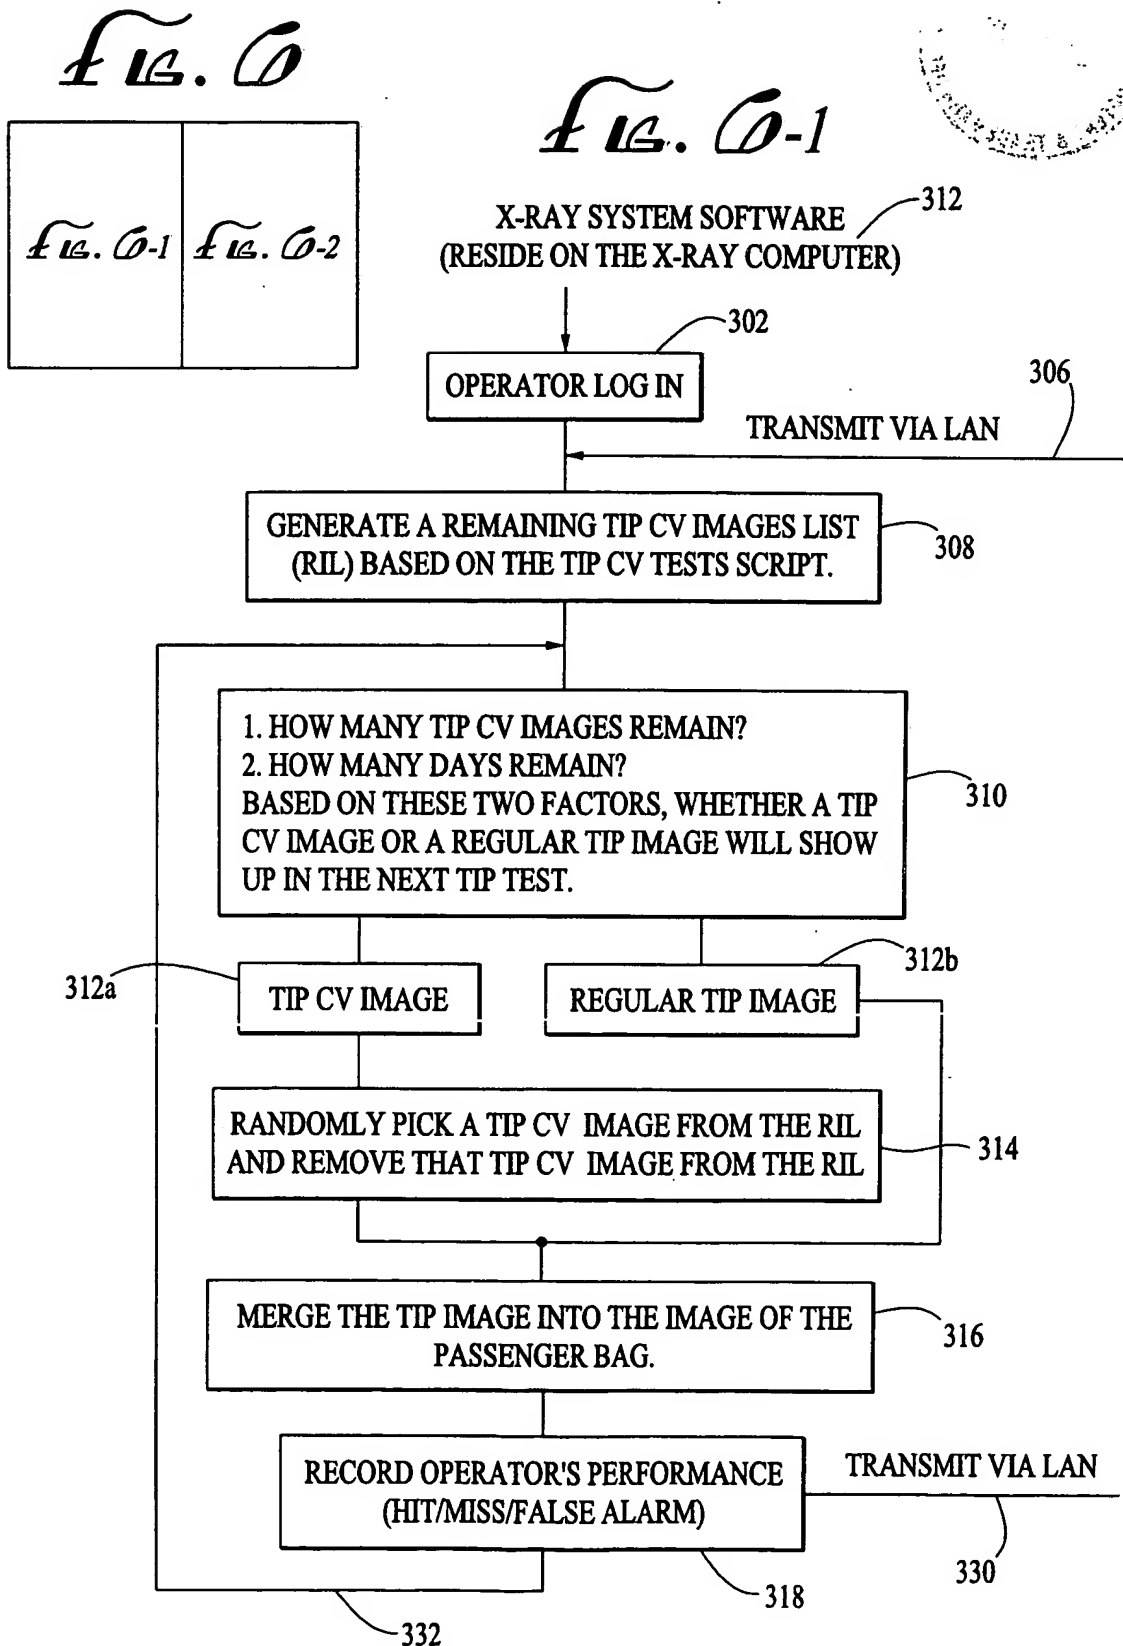 FIG. 6
FIG. 6-1
FIG. 6-1
FIG. 6-2
X-RAY SYSTEM SOFTWARE
(RESIDE ON THE X-RAY COMPUTER)
312
302
OPERATOR LOG IN
306
TRANSMIT VIA LAN
GENERATE A REMAINING TIP CV IMAGES LIST
(RIL) BASED ON THE TIP CV TESTS SCRIPT.
308
1. HOW MANY TIP CV IMAGES REMAIN?
2. HOW MANY DAYS REMAIN?
BASED ON THESE TWO FACTORS, WHETHER A TIP
CV IMAGE OR A REGULAR TIP IMAGE WILL SHOW
UP IN THE NEXT TIP TEST.
310
312a
TIP CV IMAGE
312b
REGULAR TIP IMAGE
RANDOMLY PICK A TIP CV IMAGE FROM THE RIL
AND REMOVE THAT TIP CV IMAGE FROM THE RIL
314
MERGE THE TIP IMAGE INTO THE IMAGE OF THE
PASSENGER BAG.
316
RECORD OPERATOR'S PERFORMANCE
(HIT/MISS/FALSE ALARM)
TRANSMIT VIA LAN
330
318
332